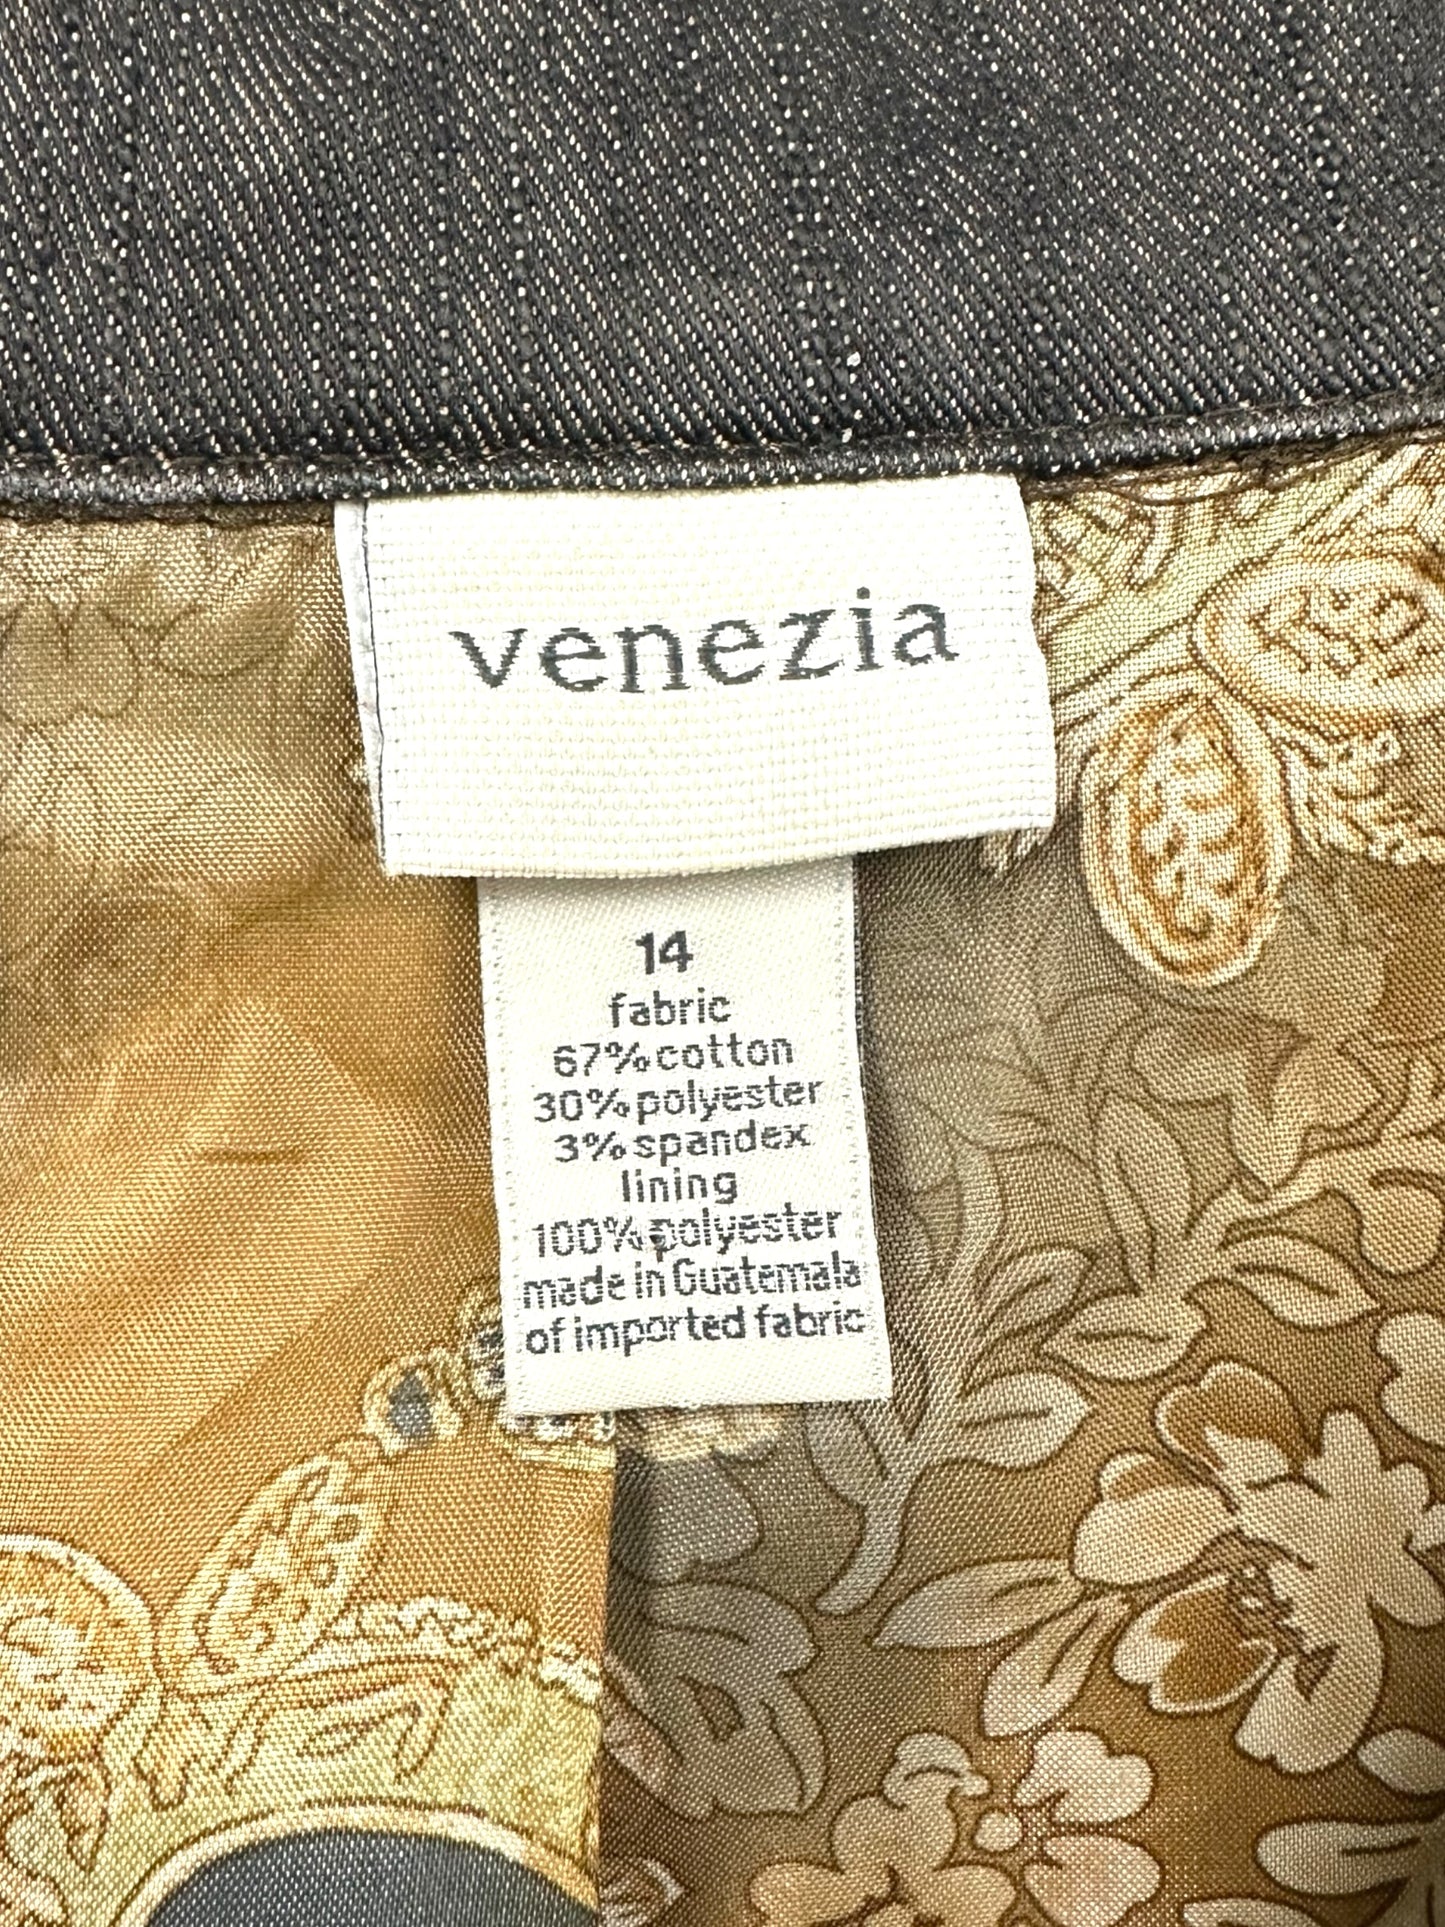 venezia
14
fabric
67% cotton
30% polyester
3% spandex
lining
100% polyester
made in Guatemala
of imported fabric